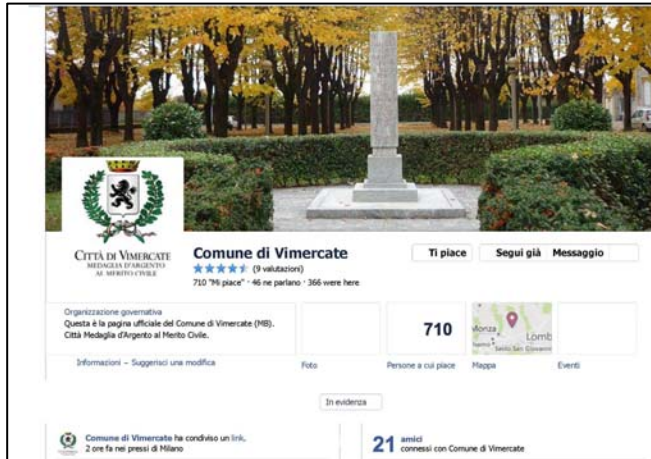 CITTÀ DI VIMERCATE
MEDAGLIA D'ARGENTO
AL MERITO CIVILE
Comune di Vimercate
(9 valutazioni)
710 "Mi piace" · 46 ne parlano · 366 were here
Ti piace
Segui già
Messaggio
Organizzazione governativa
Questa è la pagina ufficiale del Comune di Vimercate (MB).
Città Medaglia d'Argento al Merito Civile.
Informazioni – Suggerisci una modifica
Foto
710
Persone a cui piace
Monza
Lomb
Sesto San Giovanni
Mappa
Eventi
In evidenza
Comune di Vimercate ha condiviso un link.
2 ore fa nei pressi di Milano
21 amici
connessi con Comune di Vimercate